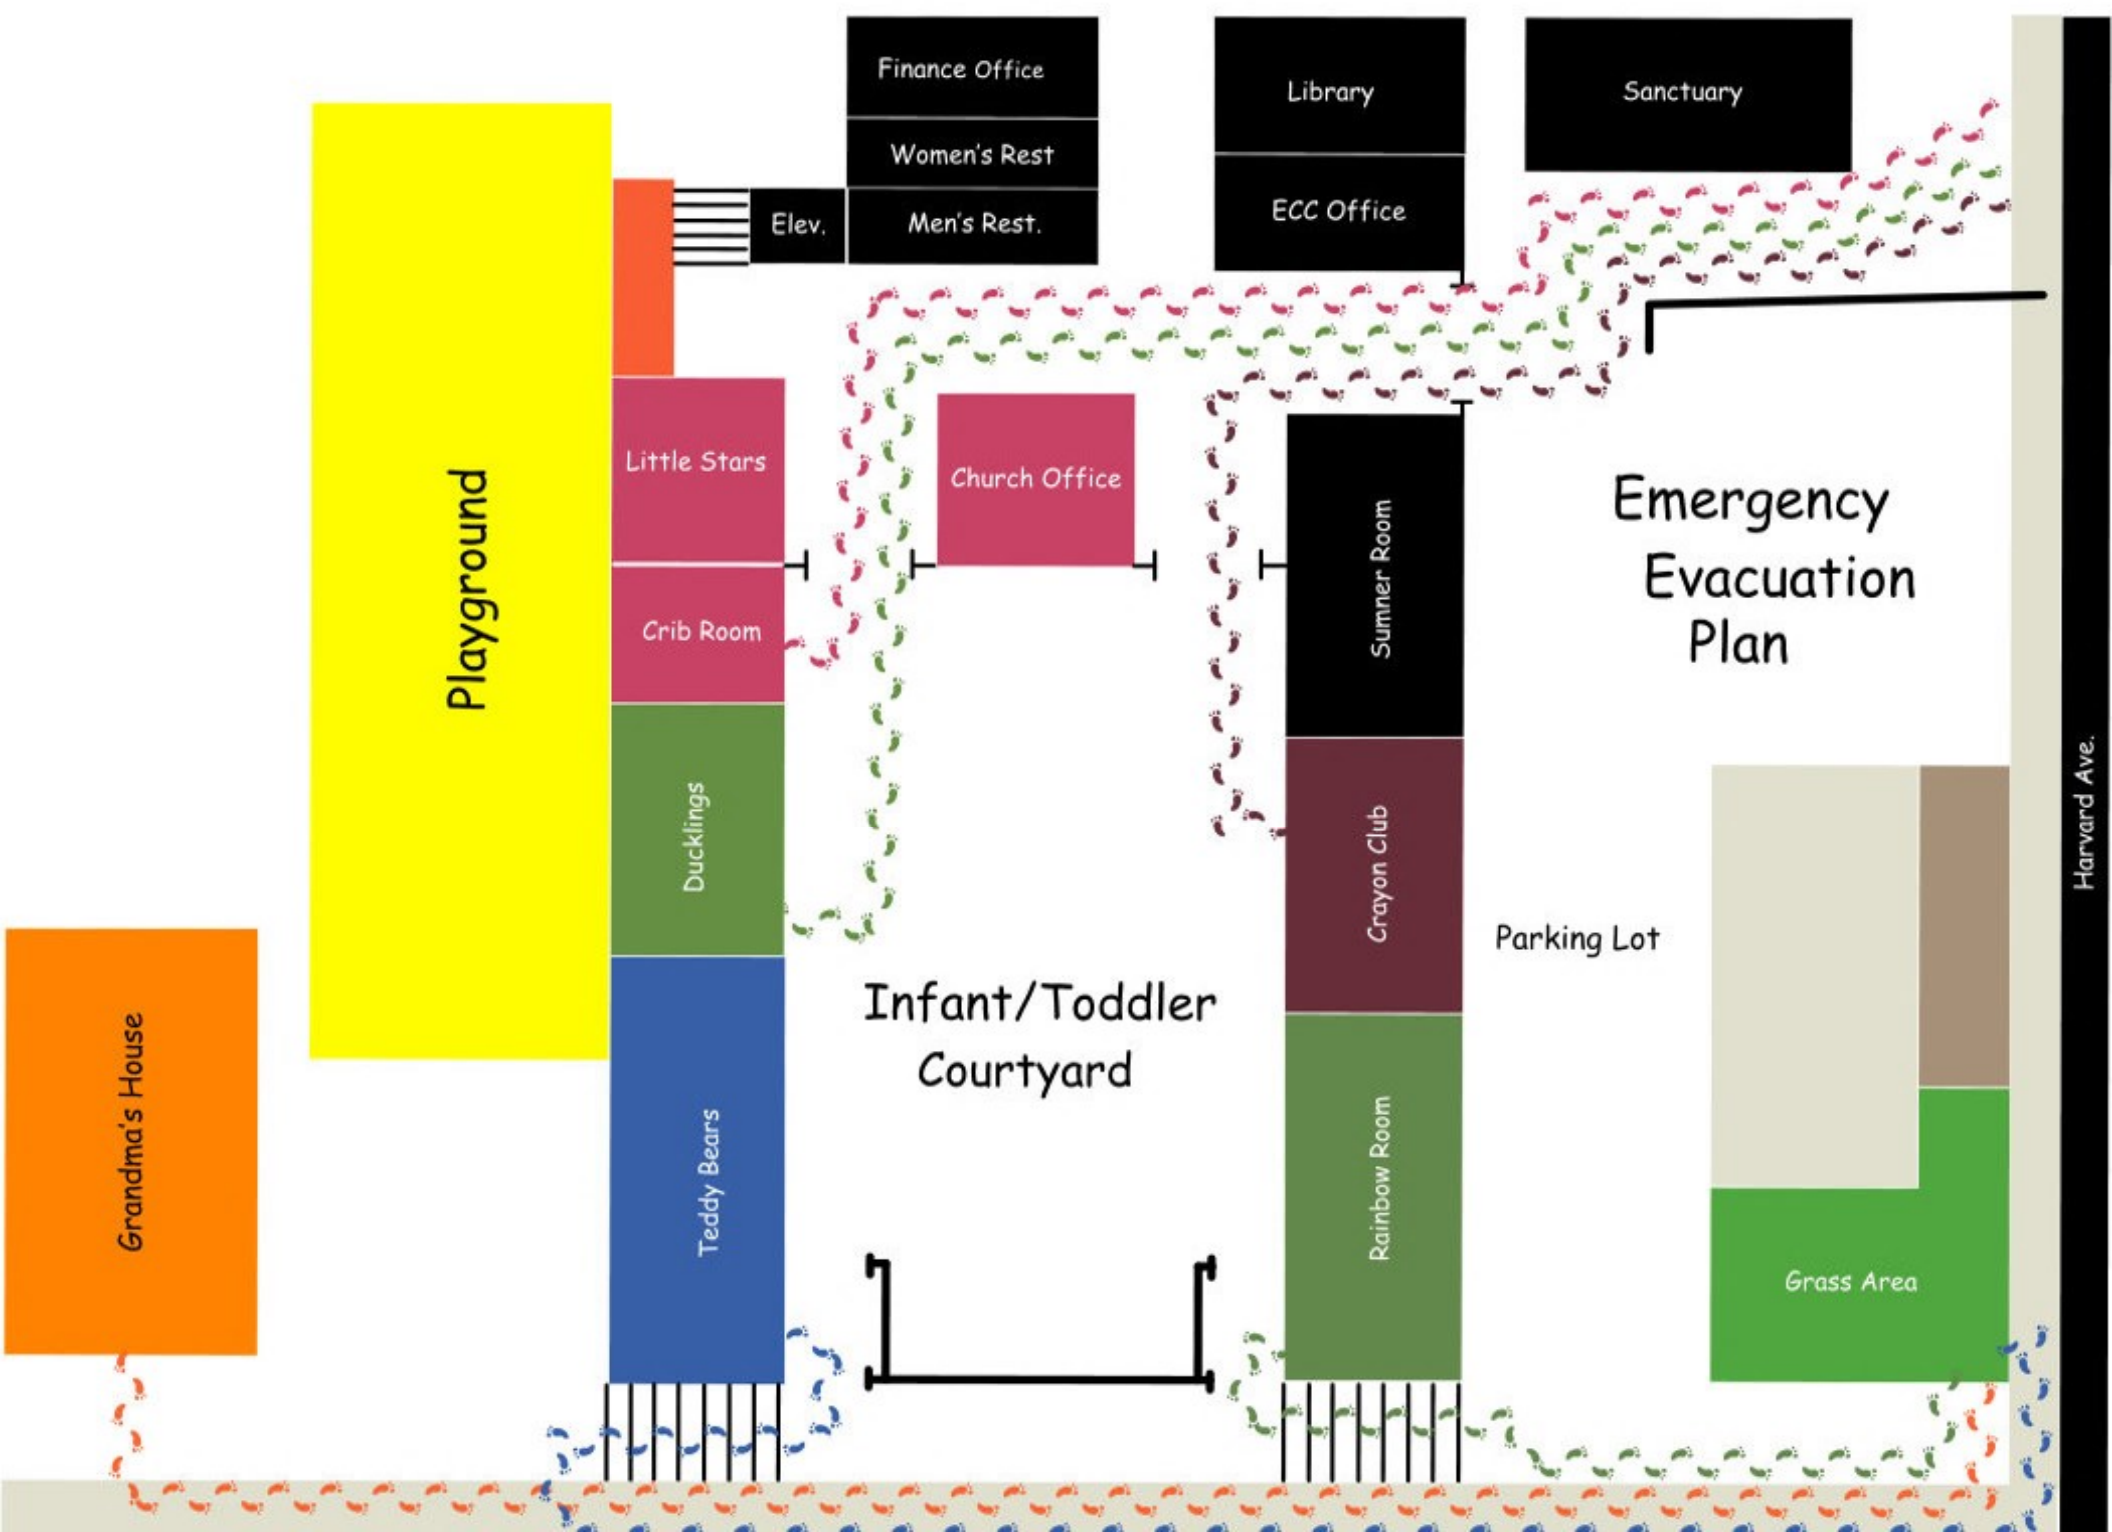 Finance Office
Women's Rest
Elev.
Men's Rest.
Library
ECC Office
Sanctuary
Playground
Little Stars
Crib Room
Church Office
Sumner Room
Emergency
Evacuation
Plan
Ducklings
Crayon Club
Parking Lot
Harvard Ave.
Infant/Toddler
Courtyard
Grandma's House
Teddy Bears
Rainbow Room
Grass Area